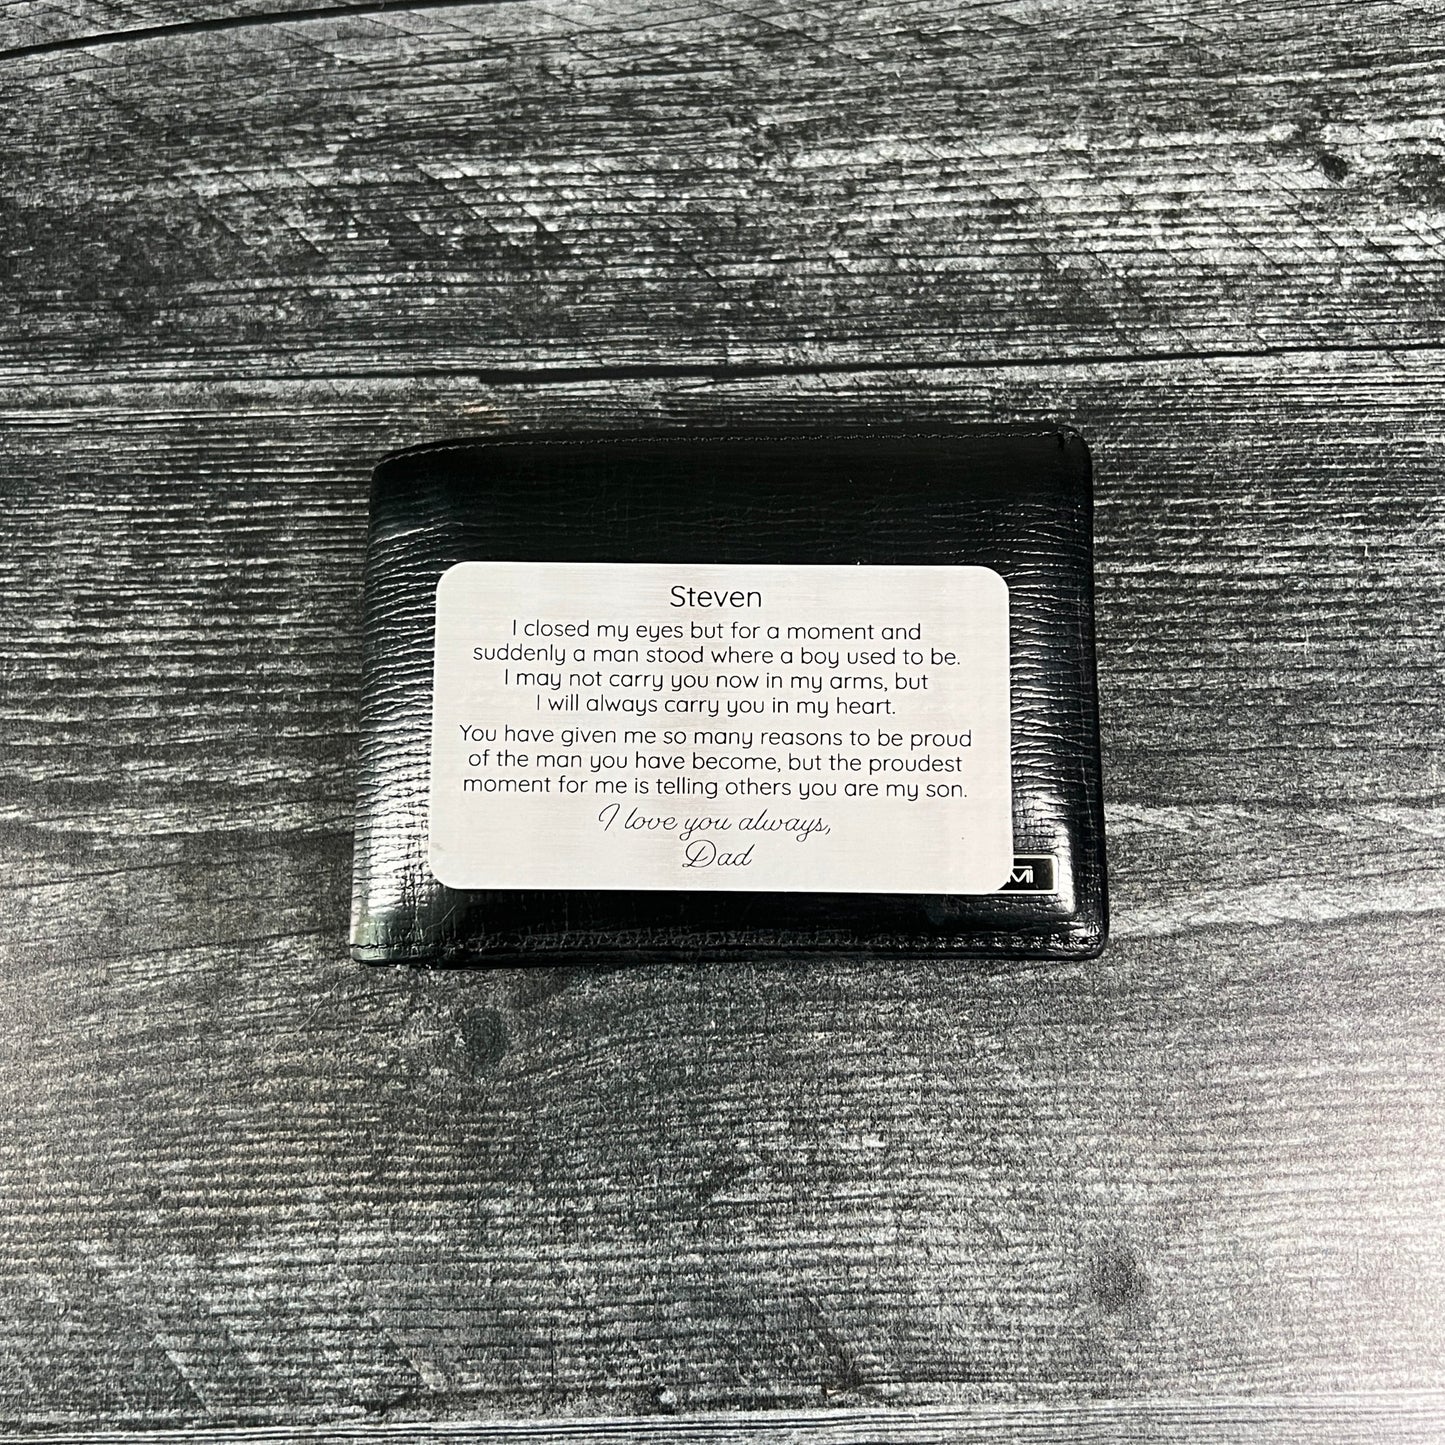 Steven
I closed my eyes but for a moment and
suddenly a man stood where a boy used to be.
I may not carry you now in my arms, but
I will always carry you in my heart.
You have given me so many reasons to be proud
of the man you have become, but the proudest
moment for me is telling others you are my son.
I love you always,
Dad